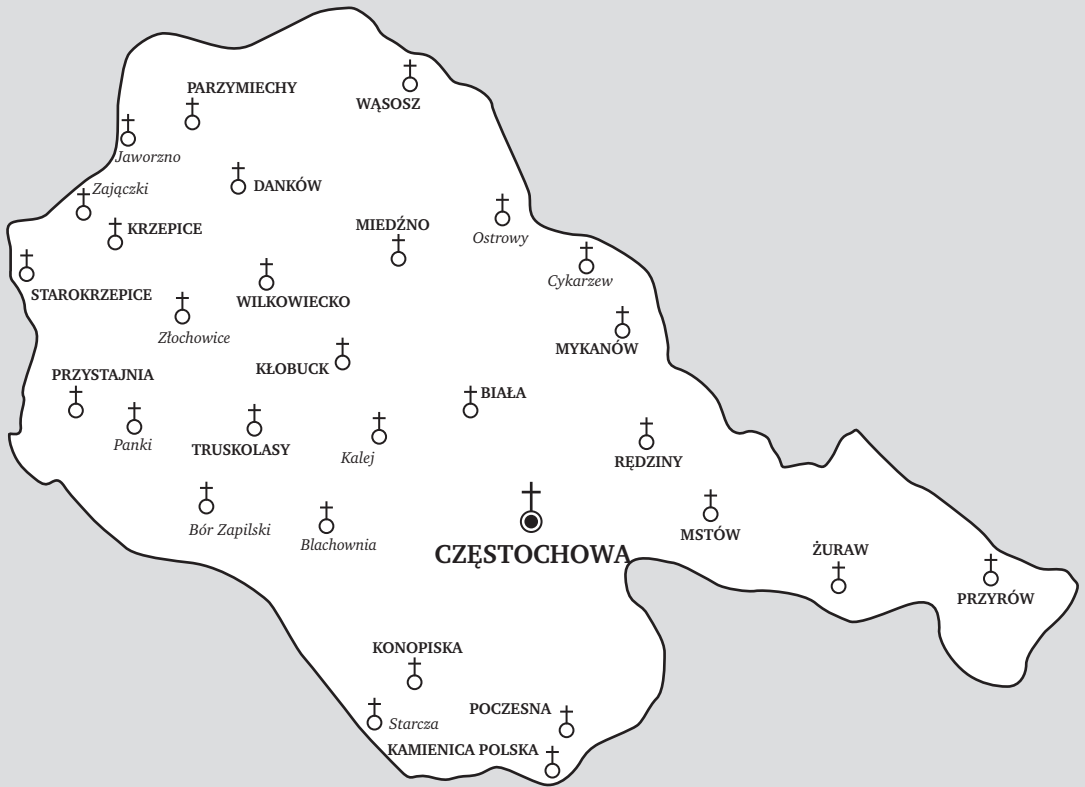 PARZYMIECHY
WĄSOSZ
Jaworzno
Zajączki
DANKÓW
KRZEPICE
MIEDŹNO
Ostrowy
Cykarzew
STAROKRZEPICE
WILKOWIECKO
Złochowice
MYKANÓW
KŁOBUCK
PRZYSTAJNIA
BIAŁA
Panki
TRUSKOLASY
Kalej
RĘDZINY
Bór Zapilski
Blachownia
MSTÓW
CZĘSTOCHOWA
ŻURAW
PRZYRÓW
KONOPISKA
POCZESNA
Starcza
KAMIENICA POLSKA